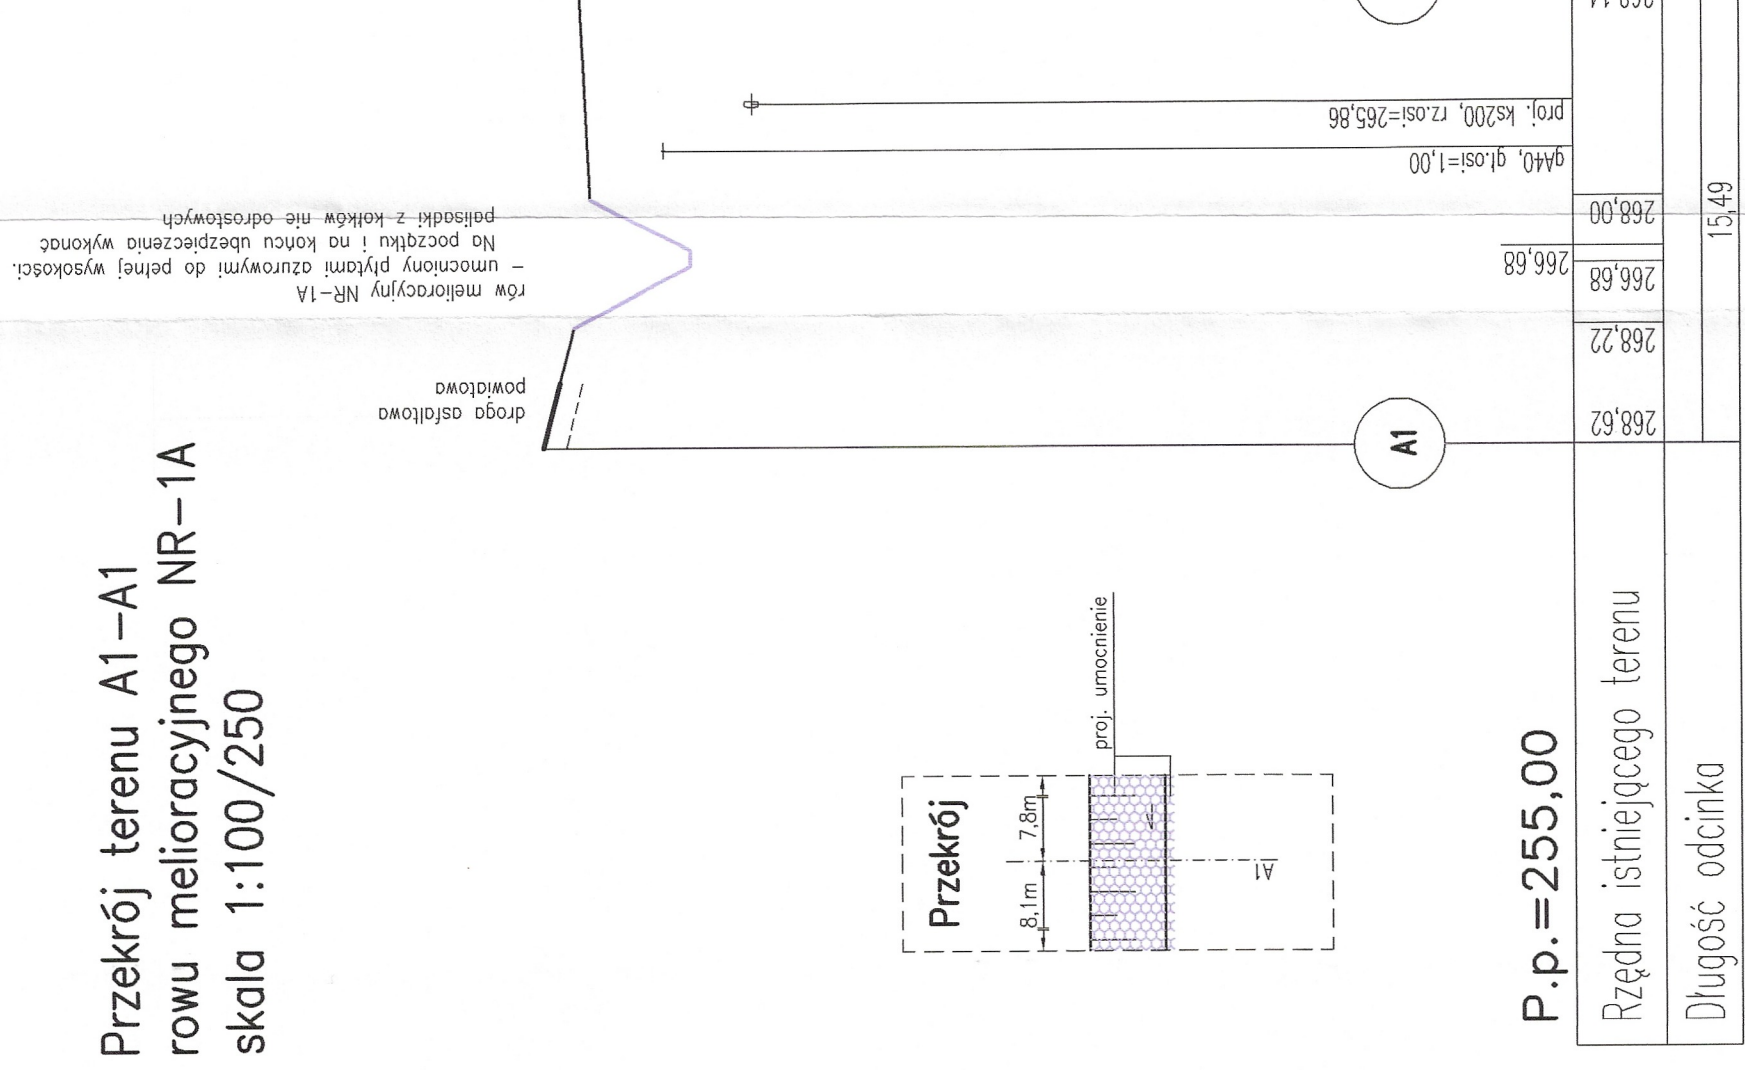 Przekrój terenu A1-A1
rowu melioracyjnego NR-1A
skala 1:100/250
droga asfaltowa
powiatowa
rów melioracyjny NR-1A
- umocniony płytami ażurowymi do pełnej wysokości.
Na początku i na końcu ubezpieczenia wykonać
palisadki z kołków nie odrostowych
gA40, gł.osi=1,00
proj. ks200, rz.osi=265,86
266,68
A1
Przekrój
8,1m
7,8m
A1
proj. umocnienie
P.p.=255,00
Rzędna istniejącego terenu
268,62
268,22
266,68
268,00
Długość odcinka
15,49